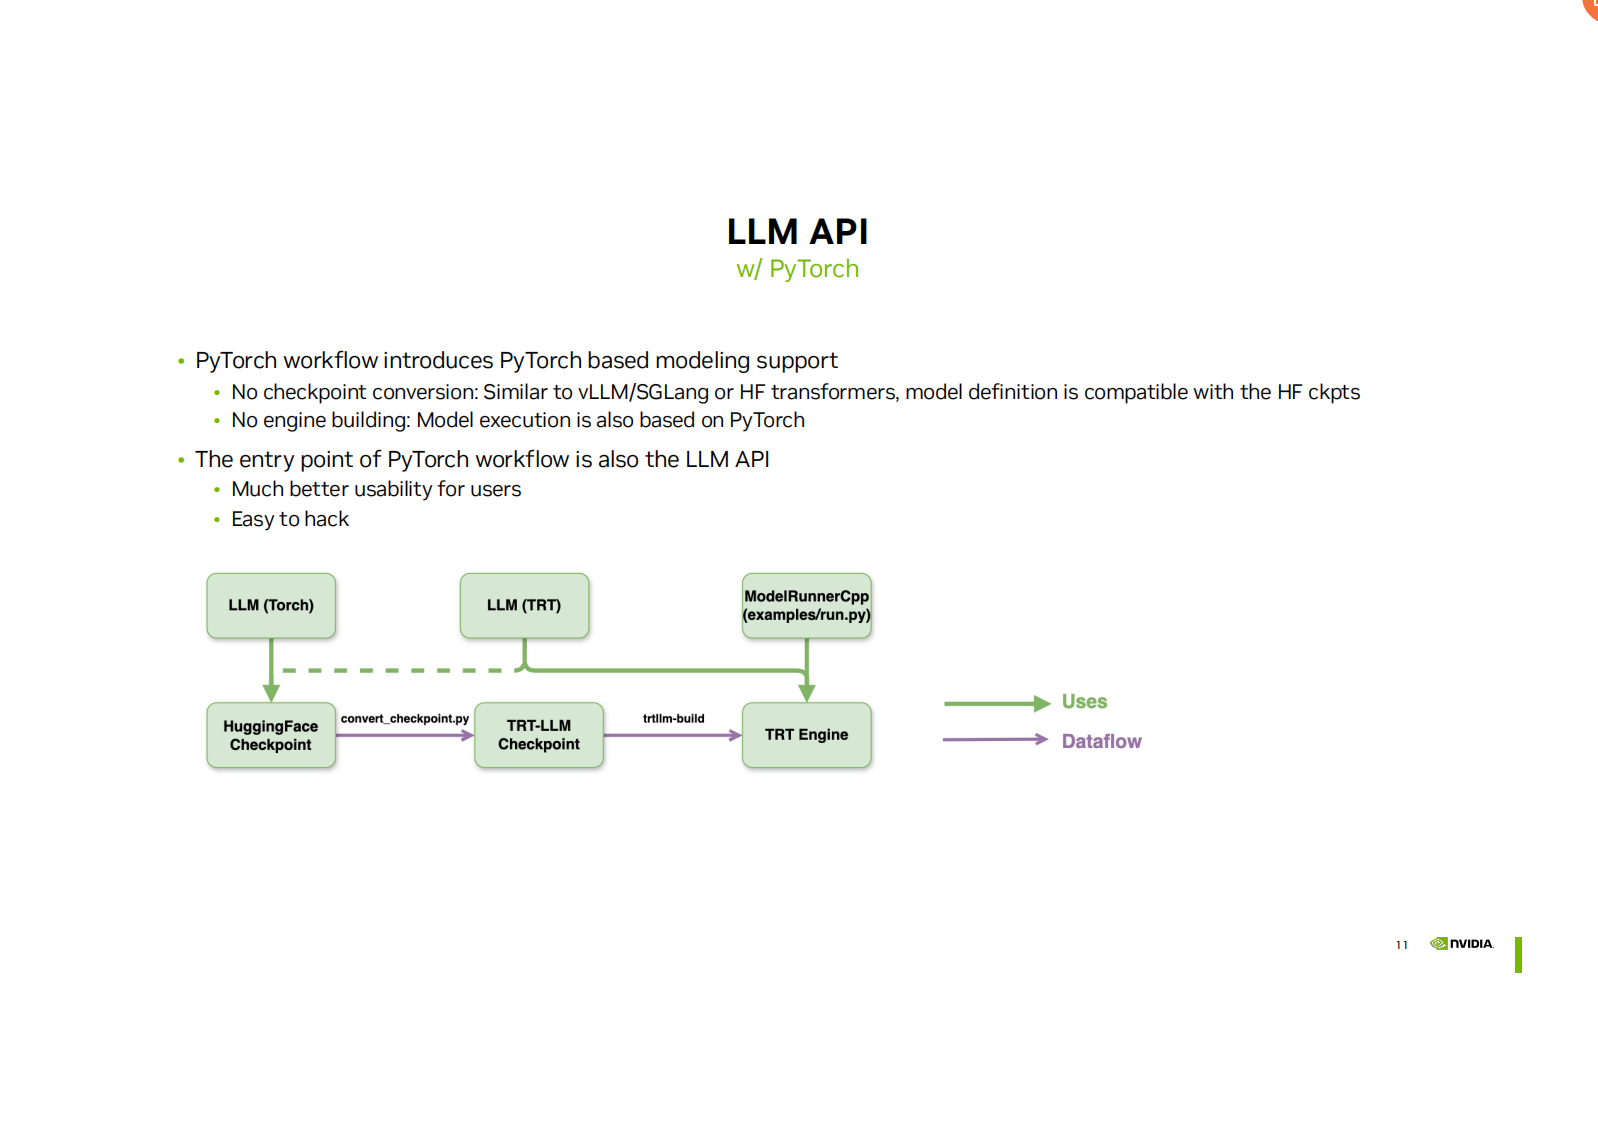 LLM API
w/ PyTorch
• PyTorch workflow introduces PyTorch based modeling support
• No checkpoint conversion: Similar to vLLM/SGLang or HF transformers, model definition is compatible with the HF ckpts
• No engine building: Model execution is also based on PyTorch
• The entry point of PyTorch workflow is also the LLM API
• Much better usability for users
• Easy to hack
LLM (Torch)
LLM (TRT)
ModelRunnerCpp
(examples/run.py)
HuggingFace
Checkpoint
convert_checkpoint.py
TRT-LLM
Checkpoint
trtllm-build
TRT Engine
Uses
Dataflow
11
NVIDIA.